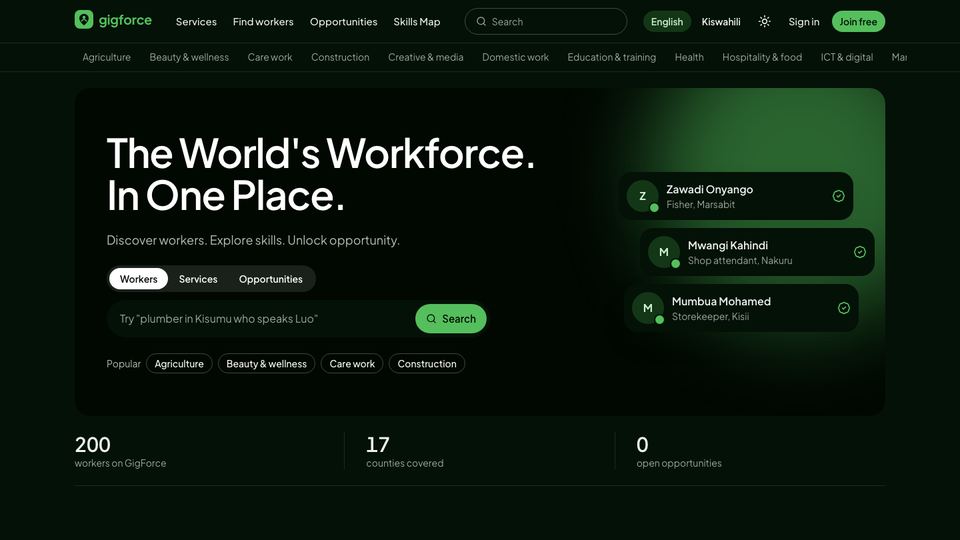 gigforce
Services Find workers Opportunities Skills Map
Search
English Kiswahili
Sign in Join free
Agriculture Beauty & wellness Care work Construction Creative & media Domestic work Education & training Health Hospitality & food ICT & digital
The World's Workforce.
In One Place.
Discover workers. Explore skills. Unlock opportunity.
Workers Services Opportunities
Try "plumber in Kisumu who speaks Luo" Search
Popular Agriculture Beauty & wellness Care work Construction
Z
Zawadi Onyango
Fisher, Marsabit
M
Mwangi Kahindi
Shop attendant, Nakuru
M
Mumbua Mohamed
Storekeeper, Kisii
200
workers on GigForce
17
counties covered
0
open opportunities